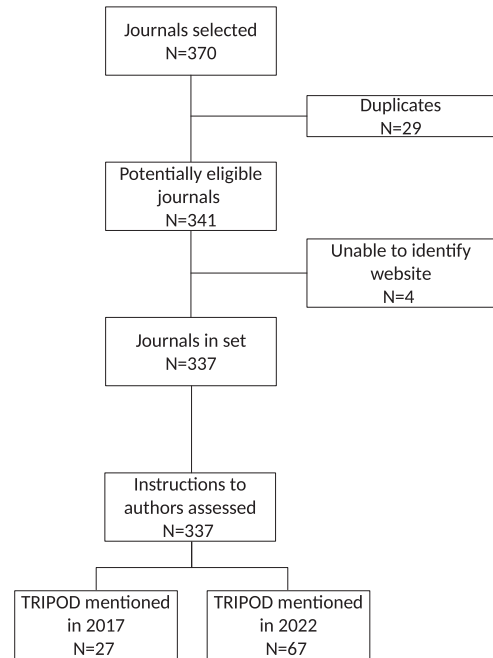 Journals selected
N=370
Duplicates
N=29
Potentially eligible
journals
N=341
Unable to identify
website
N=4
Journals in set
N=337
Instructions to
authors assessed
N=337
TRIPOD mentioned
in 2017
N=27
TRIPOD mentioned
in 2022
N=67